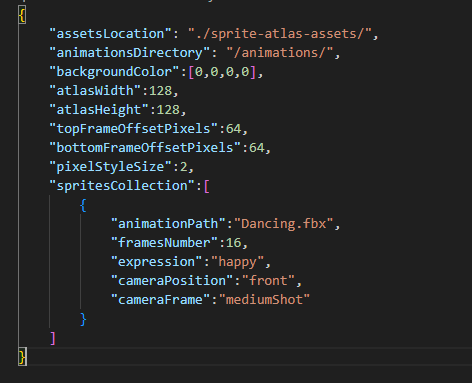 {
"assetsLocation": "./sprite-atlas-assets/",
"animationsDirectory": "/animations/",
"backgroundColor":[0,0,0,0],
"atlasWidth":128,
"atlasHeight":128,
"topFrameOffsetPixels":64,
"bottomFrameOffsetPixels":64,
"pixelStyleSize":2,
"spritesCollection":[
{
"animationPath":"Dancing.fbx",
"framesNumber":16,
"expression":"happy",
"cameraPosition":"front",
"cameraFrame":"mediumShot"
}
]
}